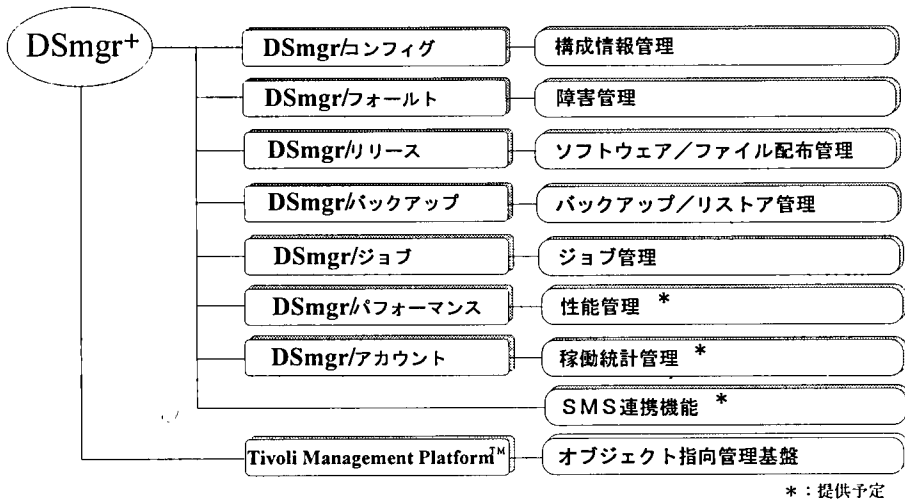 DSmgr+
DSmgr/コンフィグ 構成情報管理
DSmgr/フォールト 障害管理
DSmgr/リリース ソフトウェア／ファイル配布管理
DSmgr/バックアップ バックアップ／リストア管理
DSmgr/ジョブ ジョブ管理
DSmgr/パフォーマンス 性能管理 *
DSmgr/アカウント 稼働統計管理 *
SMS連携機能 *
Tivoli Management Platform™ オブジェクト指向管理基盤
*：提供予定